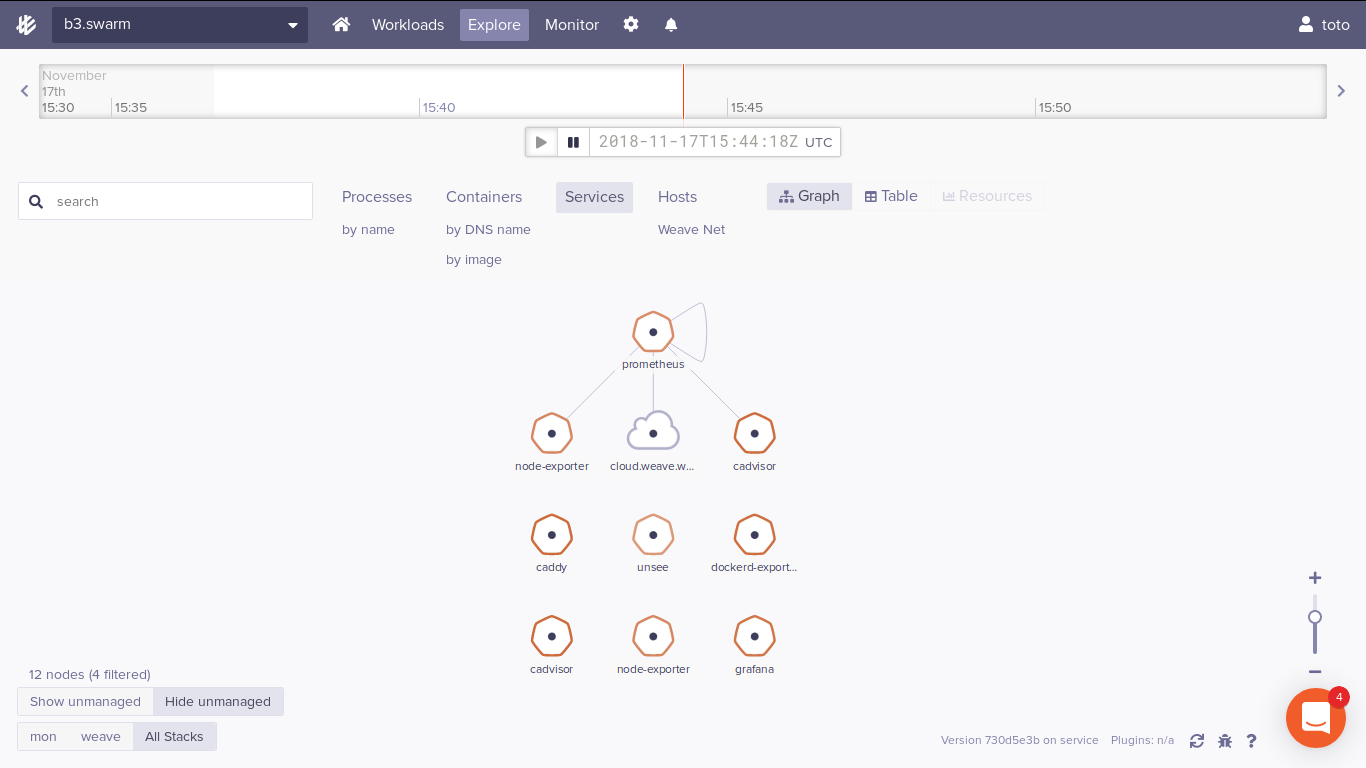 b3.swarm Workloads Explore Monitor toto
November
17th
15:30 15:35 15:40 15:45 15:50
2018-11-17T15:44:18Z UTC
search Processes Containers Services Hosts Graph Table Resources
by name by DNS name Weave Net
by image
prometheus
node-exporter cloud.weave.w... cadvisor
caddy unsee dockerd-export...
cadvisor node-exporter grafana
12 nodes (4 filtered)
Show unmanaged Hide unmanaged
mon weave All Stacks
Version 730d5e3b on service Plugins: n/a
4